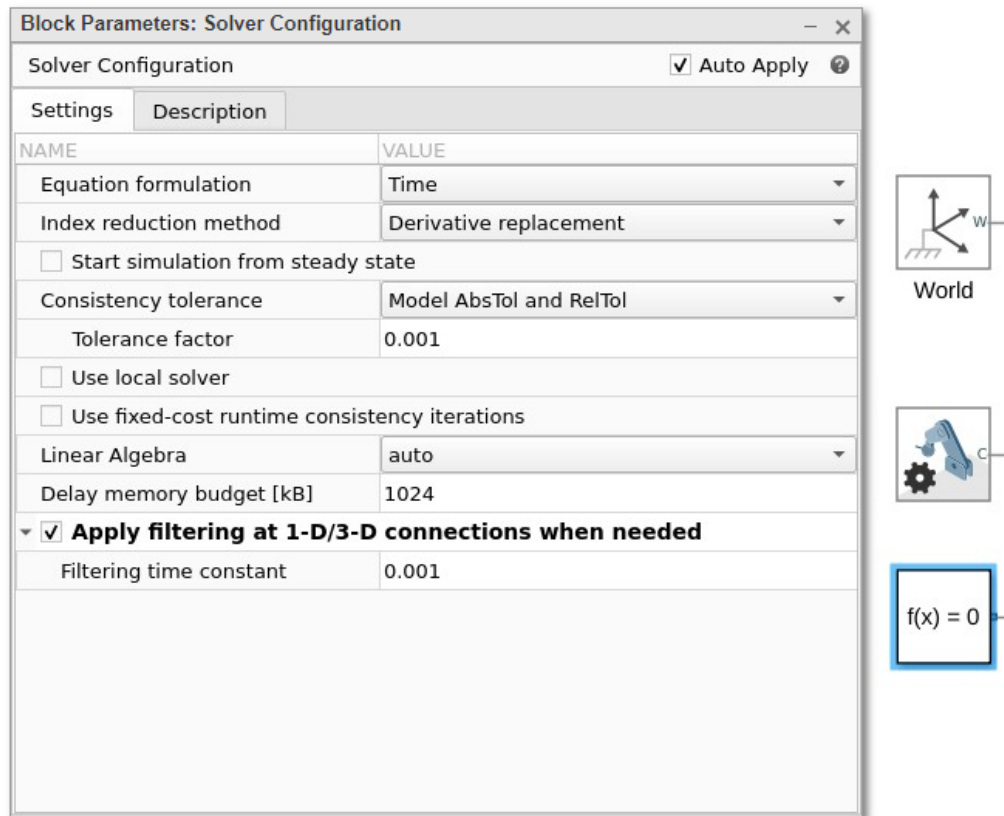 Block Parameters: Solver Configuration
Solver Configuration
Auto Apply
Settings
Description
NAME
VALUE
Equation formulation
Time
Index reduction method
Derivative replacement
Start simulation from steady state
Consistency tolerance
Model AbsTol and RelTol
Tolerance factor
0.001
Use local solver
Use fixed-cost runtime consistency iterations
Linear Algebra
auto
Delay memory budget [kB]
1024
Apply filtering at 1-D/3-D connections when needed
Filtering time constant
0.001
W
World
C
f(x) = 0